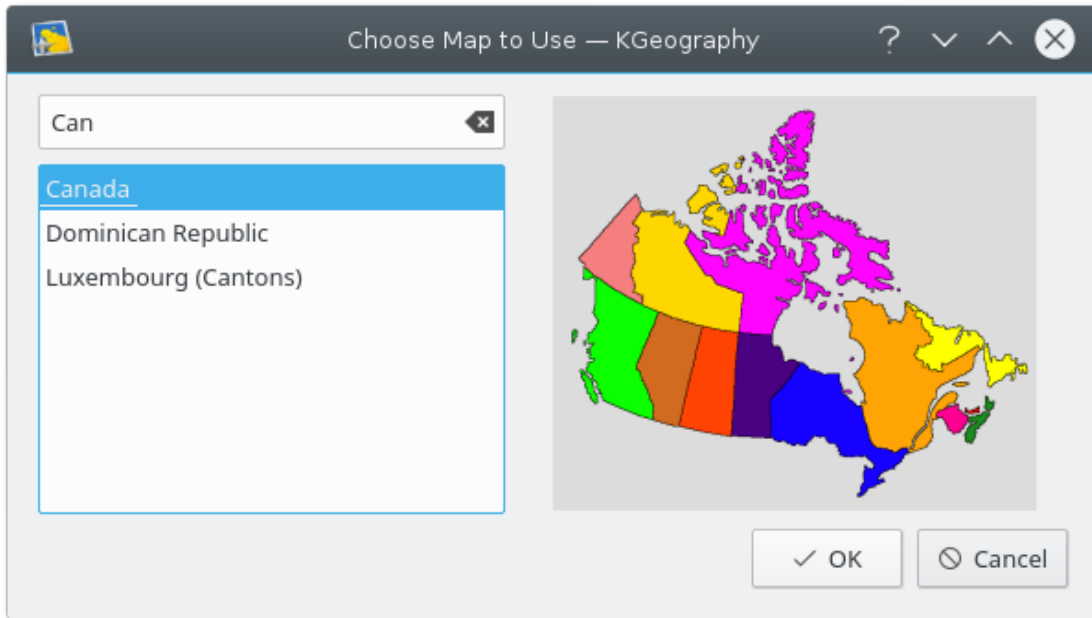 Choose Map to Use — KGeography
Can
Canada
Dominican Republic
Luxembourg (Cantons)
OK
Cancel